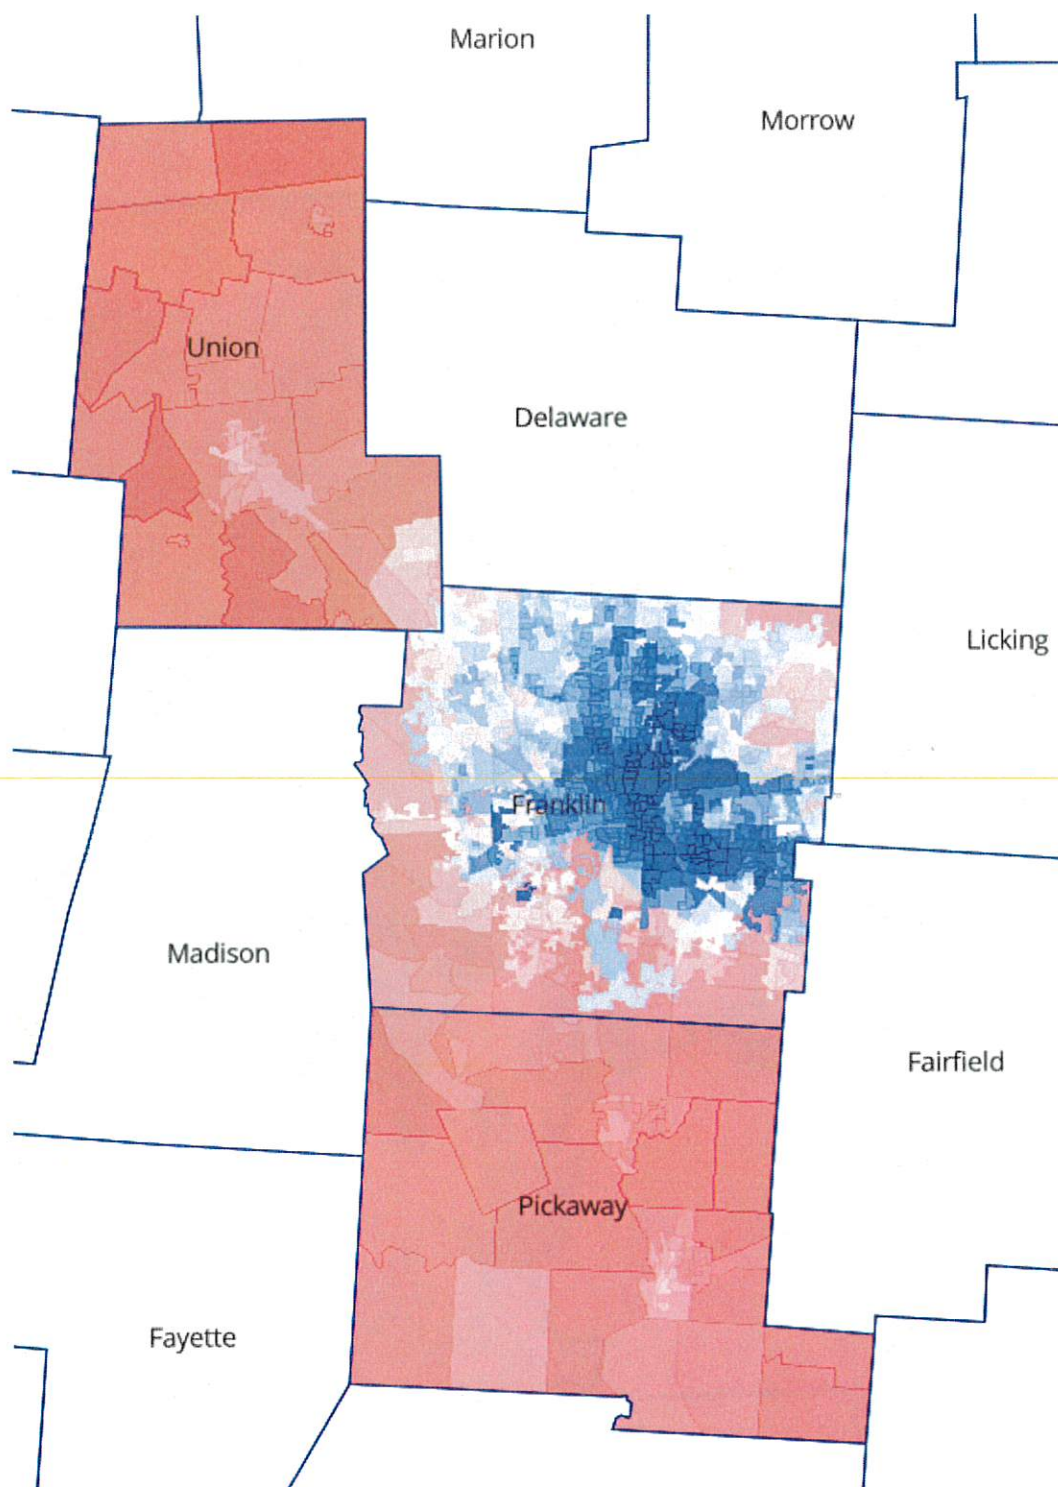 Marion
Morrow
Union
Delaware
Licking
Franklin
Madison
Fairfield
Pickaway
Fayette